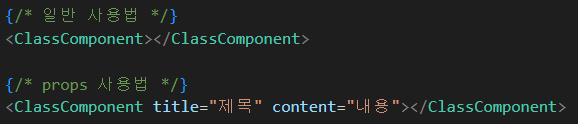 {/* 일반 사용법 */}
<ClassComponent></ClassComponent>
{/* props 사용법 */}
<ClassComponent title="제목" content="내용"></ClassComponent>